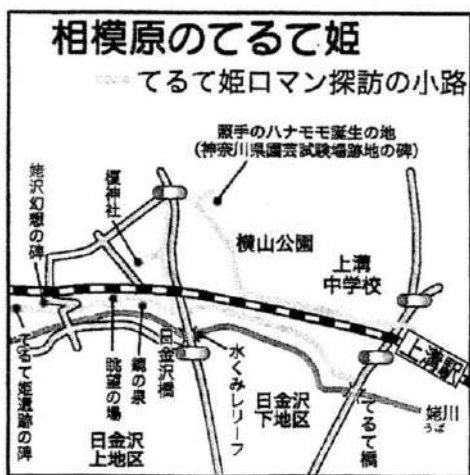 相模原のてるて姫
てるて姫ロマン探訪の小路
照手のハナモモ誕生の地
(神奈川県園芸試験場跡地の碑)
榎神社
姥沢幻想の碑
横山公園
上溝
中学校
上溝駅
てるて姫遺跡の碑
眺望の場
鏡の泉
日金沢橋
水くみレリーフ
日金沢
上地区
日金沢
下地区
てるて橋
姥川
うば